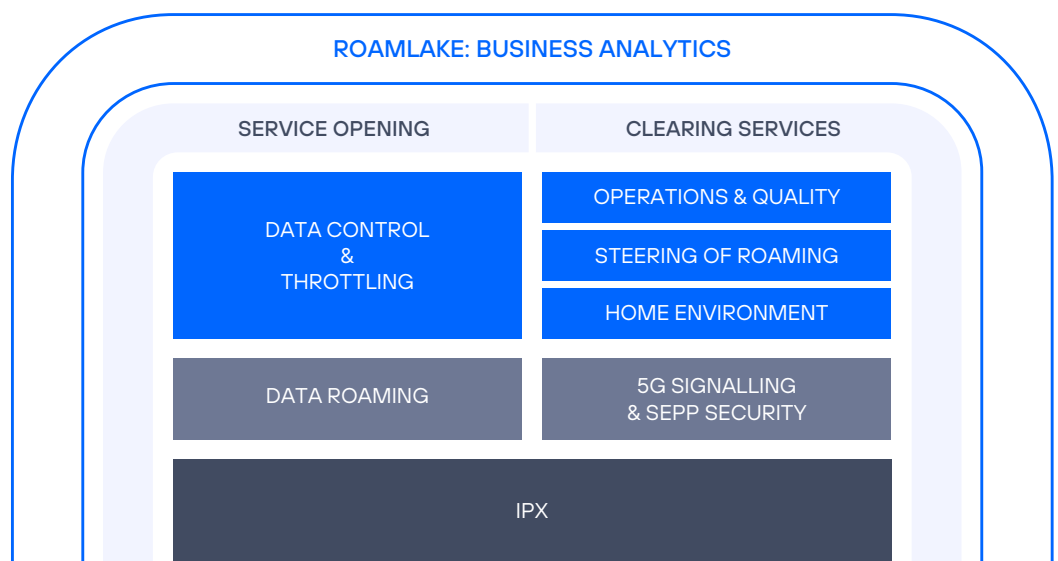 ROAMLAKE: BUSINESS ANALYTICS
SERVICE OPENING
CLEARING SERVICES
DATA CONTROL
&
THROTTLING
OPERATIONS & QUALITY
STEERING OF ROAMING
HOME ENVIRONMENT
DATA ROAMING
5G SIGNALLING
& SEPP SECURITY
IPX